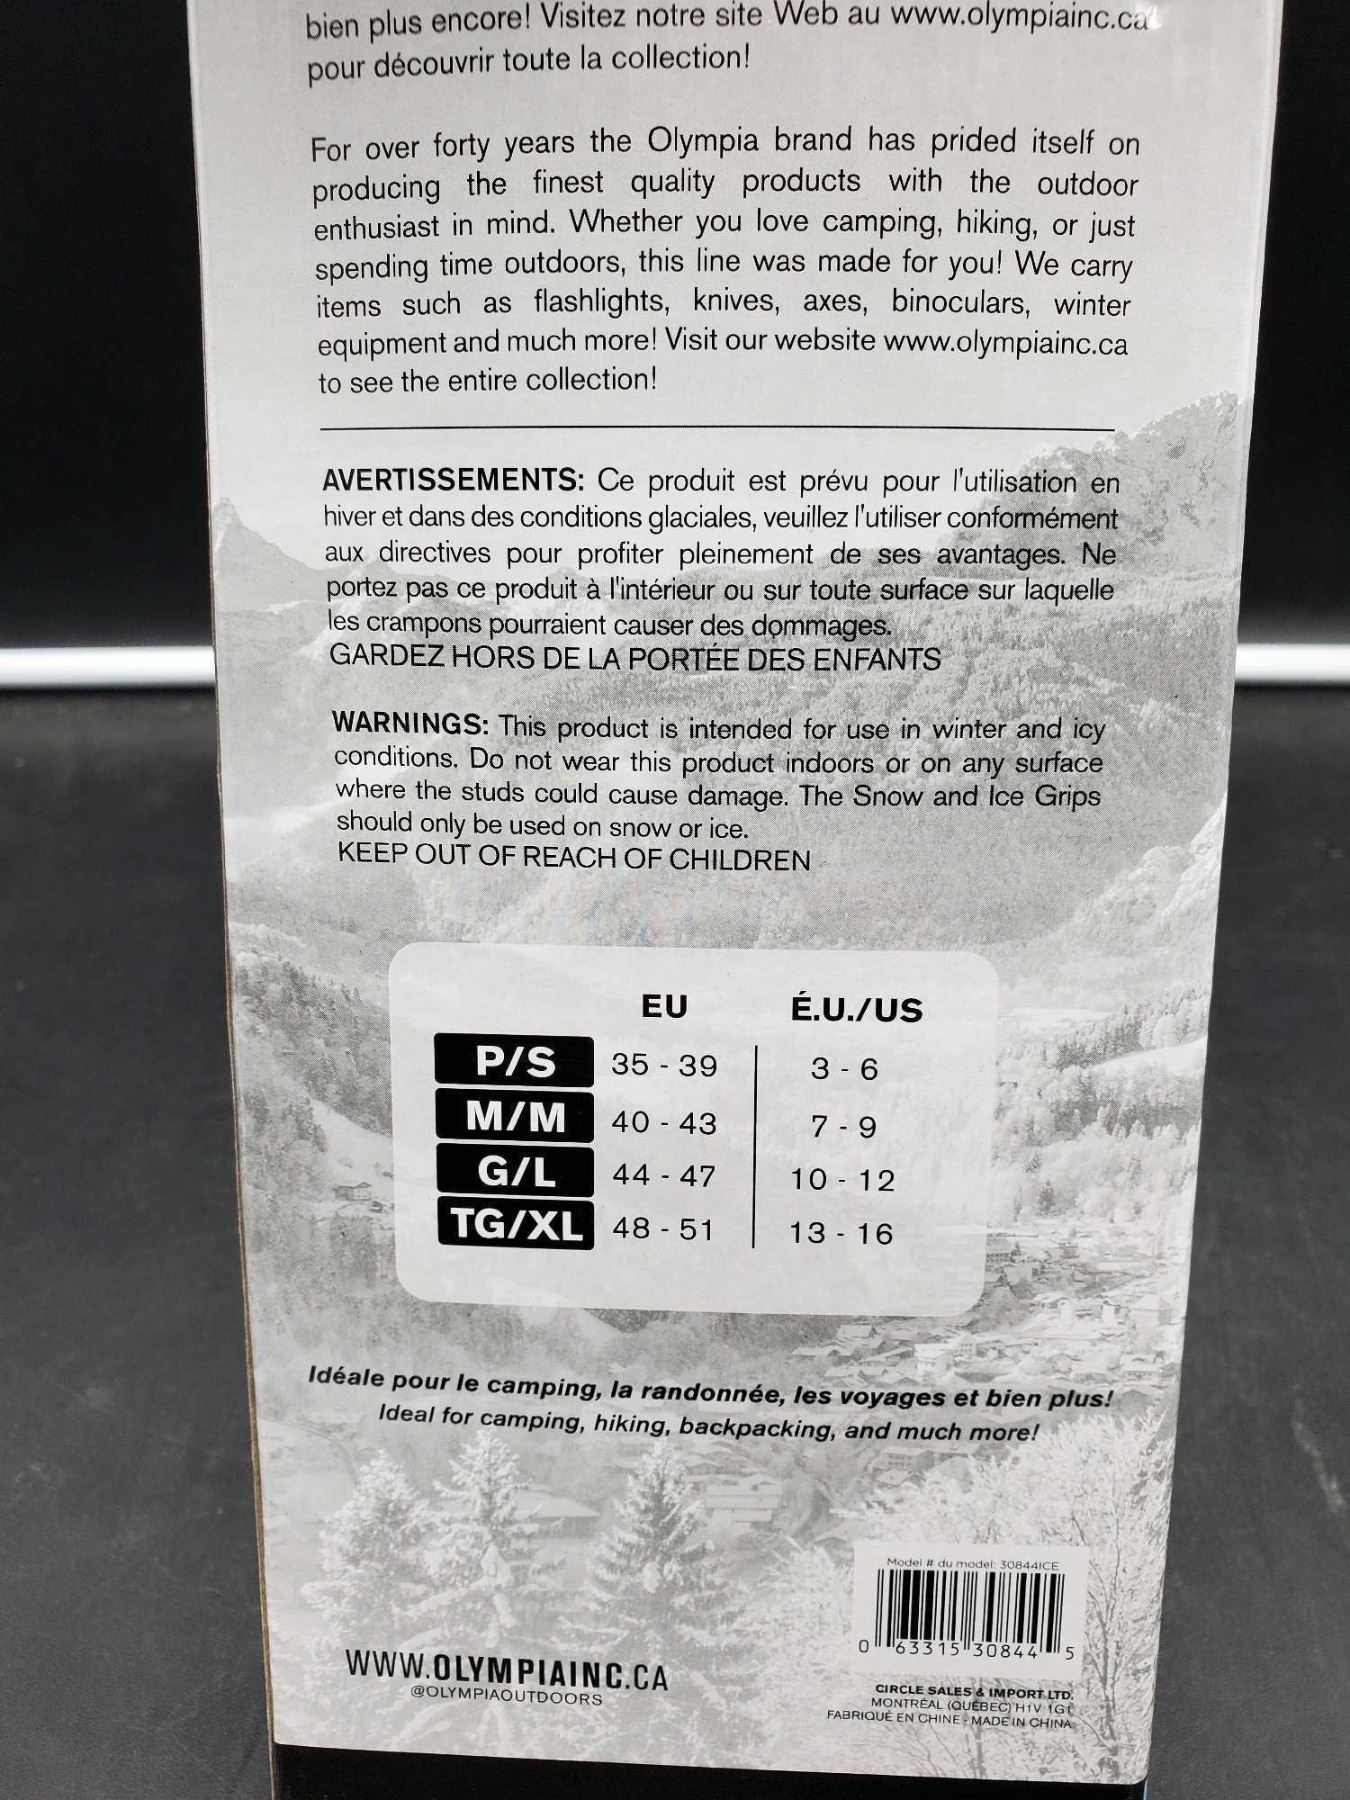 bien plus encore! Visitez notre site Web au www.olympiainc.ca
pour découvrir toute la collection!
For over forty years the Olympia brand has prided itself on
producing the finest quality products with the outdoor
enthusiast in mind. Whether you love camping, hiking, or just
spending time outdoors, this line was made for you! We carry
items such as flashlights, knives, axes, binoculars, winter
equipment and much more! Visit our website www.olympiainc.ca
to see the entire collection!
AVERTISSEMENTS: Ce produit est prévu pour l'utilisation en
hiver et dans des conditions glaciales, veuillez l'utiliser conformément
aux directives pour profiter pleinement de ses avantages. Ne
portez pas ce produit à l'intérieur ou sur toute surface sur laquelle
les crampons pourraient causer des dommages.
GARDEZ HORS DE LA PORTÉE DES ENFANTS
WARNINGS: This product is intended for use in winter and icy
conditions. Do not wear this product indoors or on any surface
where the studs could cause damage. The Snow and Ice Grips
should only be used on snow or ice.
KEEP OUT OF REACH OF CHILDREN
EU É.U./US
P/S 35 - 39 3 - 6
M/M 40 - 43 7 - 9
G/L 44 - 47 10 - 12
TG/XL 48 - 51 13 - 16
Idéale pour le camping, la randonnée, les voyages et bien plus!
Ideal for camping, hiking, backpacking, and much more!
Model # du model: 30844ICE
0 63315 30844 5
WWW.OLYMPIAINC.CA
@OLYMPIAOUTDOORS
CIRCLE SALES & IMPORT LTD.
MONTRÉAL (QUÉBEC) H1V 1G1
FABRIQUÉ EN CHINE - MADE IN CHINA